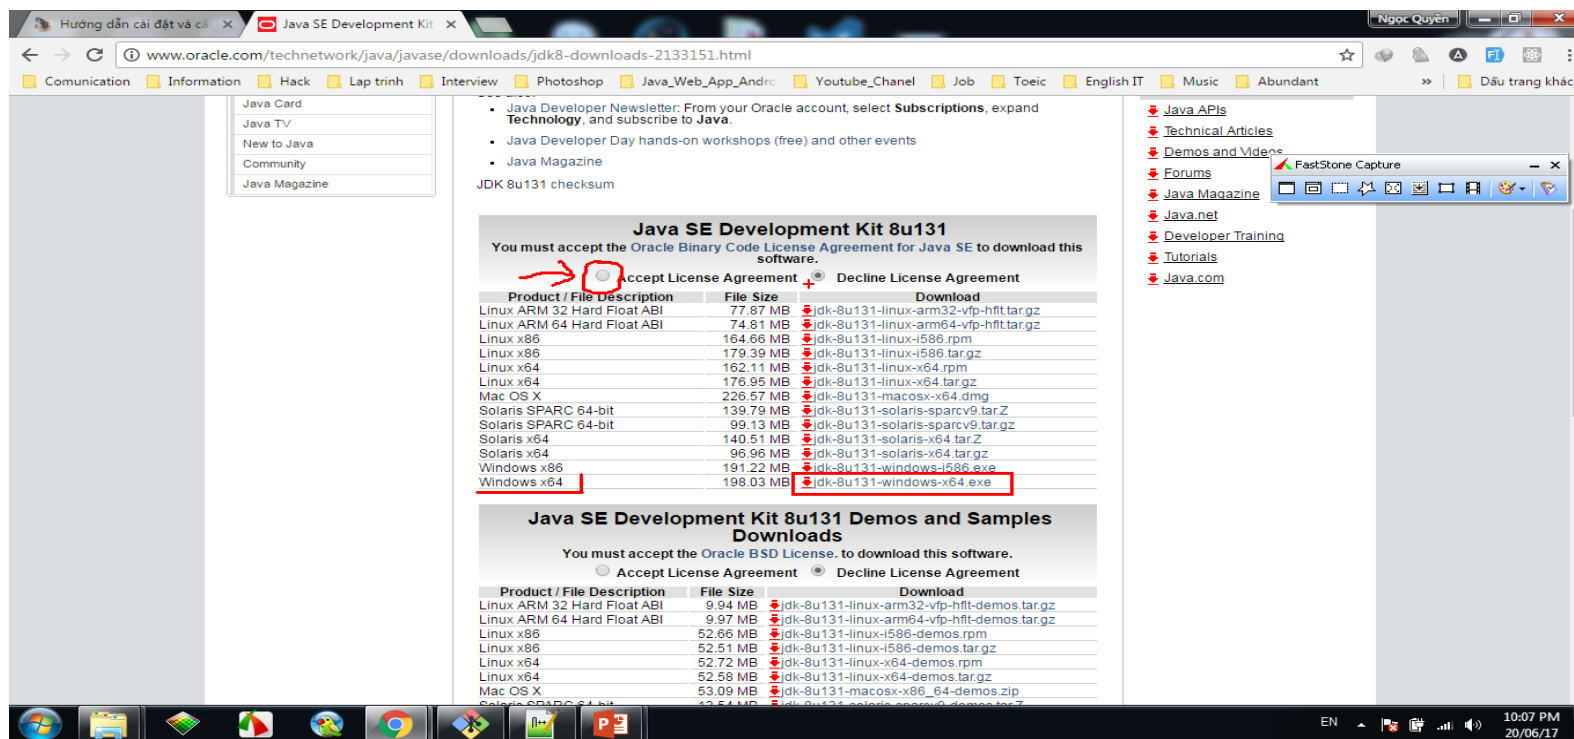 Hướng dẫn cài đặt và cấ
Java SE Development Kit
Ngọc Quyên
www.oracle.com/technetwork/java/javase/downloads/jdk8-downloads-2133151.html
Comunication Information Hack Lap trinh Interview Photoshop Java_Web_App_Andro Youtube_Chanel Job Toeic English IT Music Abundant » Dấu trang khác
Java Card
Java TV
New to Java
Community
Java Magazine
Java Developer Newsletter: From your Oracle account, select Subscriptions, expand
Technology, and subscribe to Java.
Java Developer Day hands-on workshops (free) and other events
Java Magazine
JDK 8u131 checksum
Java SE Development Kit 8u131
You must accept the Oracle Binary Code License Agreement for Java SE to download this
software.
Accept License Agreement Decline License Agreement
Product / File Description File Size Download
Linux ARM 32 Hard Float ABI 77.87 MB jdk-8u131-linux-arm32-vfp-hflt.tar.gz
Linux ARM 64 Hard Float ABI 74.81 MB jdk-8u131-linux-arm64-vfp-hflt.tar.gz
Linux x86 164.66 MB jdk-8u131-linux-i586.rpm
Linux x86 179.39 MB jdk-8u131-linux-i586.tar.gz
Linux x64 162.11 MB jdk-8u131-linux-x64.rpm
Linux x64 176.95 MB jdk-8u131-linux-x64.tar.gz
Mac OS X 226.57 MB jdk-8u131-macosx-x64.dmg
Solaris SPARC 64-bit 139.79 MB jdk-8u131-solaris-sparcv9.tar.Z
Solaris SPARC 64-bit 99.13 MB jdk-8u131-solaris-sparcv9.tar.gz
Solaris x64 140.51 MB jdk-8u131-solaris-x64.tar.Z
Solaris x64 96.96 MB jdk-8u131-solaris-x64.tar.gz
Windows x86 191.22 MB jdk-8u131-windows-i586.exe
Windows x64 198.03 MB jdk-8u131-windows-x64.exe
Java SE Development Kit 8u131 Demos and Samples
Downloads
You must accept the Oracle BSD License. to download this software.
Accept License Agreement Decline License Agreement
Product / File Description File Size Download
Linux ARM 32 Hard Float ABI 9.94 MB jdk-8u131-linux-arm32-vfp-hflt-demos.tar.gz
Linux ARM 64 Hard Float ABI 9.97 MB jdk-8u131-linux-arm64-vfp-hflt-demos.tar.gz
Linux x86 52.66 MB jdk-8u131-linux-i586-demos.rpm
Linux x86 52.51 MB jdk-8u131-linux-i586-demos.tar.gz
Linux x64 52.72 MB jdk-8u131-linux-x64-demos.rpm
Linux x64 52.58 MB jdk-8u131-linux-x64-demos.tar.gz
Mac OS X 53.09 MB jdk-8u131-macosx-x86_64-demos.zip
Java APIs
Technical Articles
Demos and Videos
Forums
Java Magazine
Java.net
Developer Training
Tutorials
Java.com
FastStone Capture
EN
10:07 PM
20/06/17